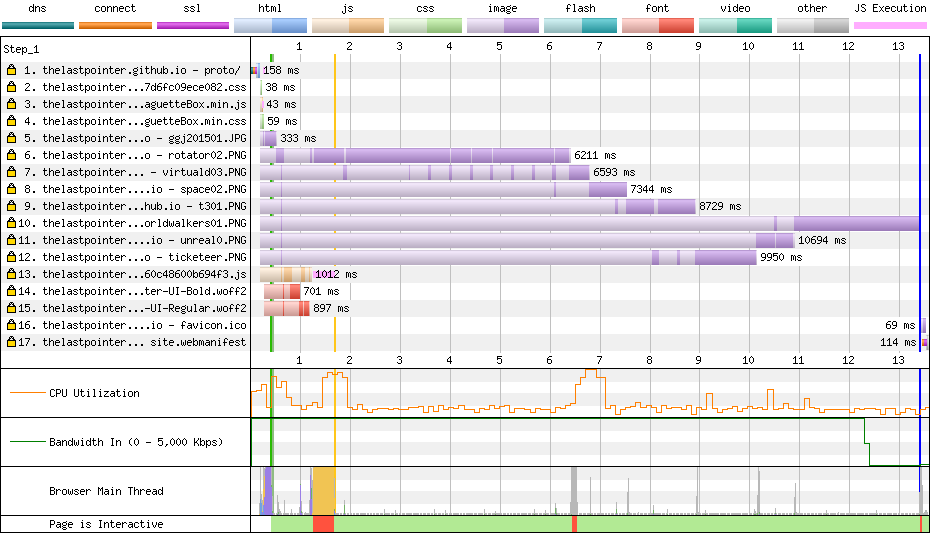 dns connect ssl html js css image flash font video other JS Execution
Step_1 1 2 3 4 5 6 7 8 9 10 11 12 13
1. thelastpointer.github.io - proto/ 158 ms
2. thelastpointer...7d6fc09ece082.css 38 ms
3. thelastpointer...aguetteBox.min.js 43 ms
4. thelastpointer...guetteBox.min.css 59 ms
5. thelastpointer...o - ggj201501.JPG 333 ms
6. thelastpointer...o - rotator02.PNG 6211 ms
7. thelastpointer... - virtuald03.PNG 6593 ms
8. thelastpointer....io - space02.PNG 7344 ms
9. thelastpointer...hub.io - t301.PNG 8729 ms
10. thelastpointer...orldwalkers01.PNG
11. thelastpointer....io - unreal0.PNG 10694 ms
12. thelastpointer...o - ticketeer.PNG 9950 ms
13. thelastpointer...60c48600b694f3.js 1012 ms
14. thelastpointer...ter-UI-Bold.woff2 701 ms
15. thelastpointer...-UI-Regular.woff2 897 ms
16. thelastpointer....io - favicon.ico 69 ms
17. thelastpointer... site.webmanifest 114 ms
1 2 3 4 5 6 7 8 9 10 11 12 13
CPU Utilization
Bandwidth In (0 - 5,000 Kbps)
Browser Main Thread
Page is Interactive